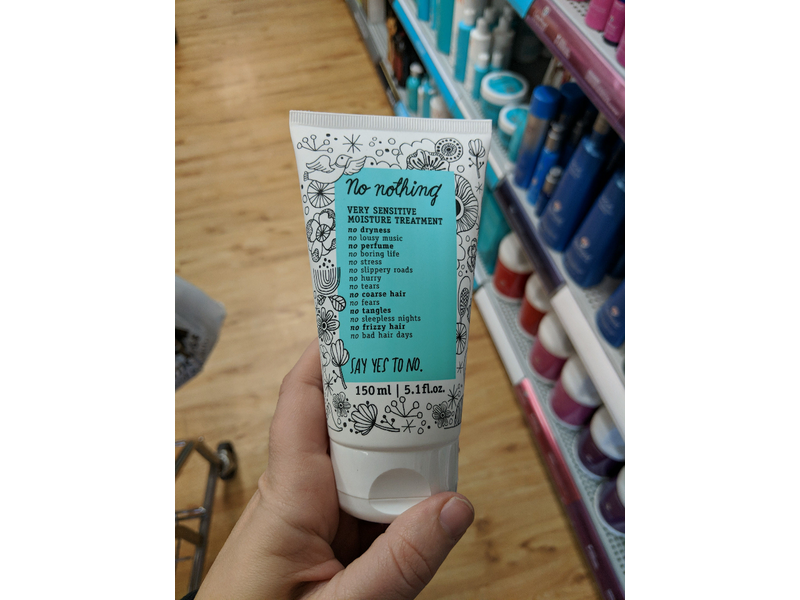 No nothing
VERY SENSITIVE
MOISTURE TREATMENT
no dryness
no lousy music
no perfume
no boring life
no stress
no slippery roads
no hurry
no tears
no coarse hair
no fears
no tangles
no sleepless nights
no frizzy hair
no bad hair days
SAY YES TO NO.
150 ml | 5.1fl.oz.